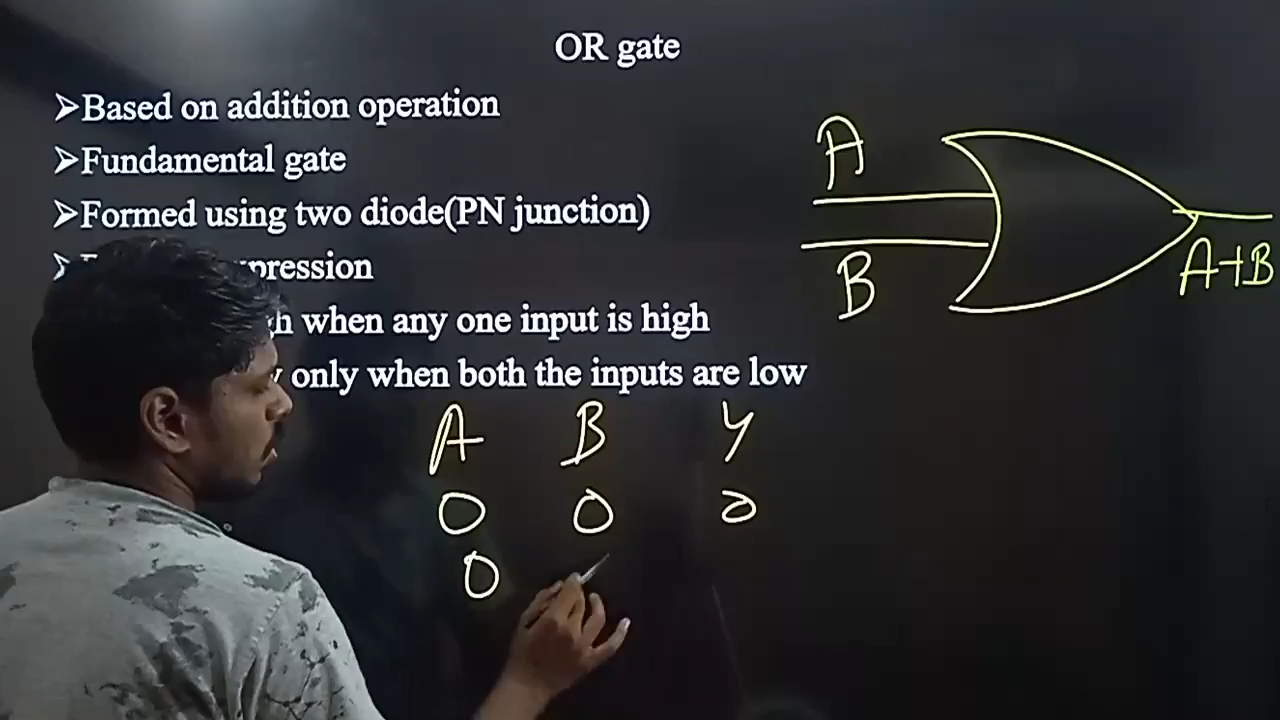 OR gate
➢Based on addition operation
➢Fundamental gate
➢Formed using two diode(PN junction)
➢ expression
when any one input is high
only when both the inputs are low
A
B
A+B
A B Y
0 0 0
0